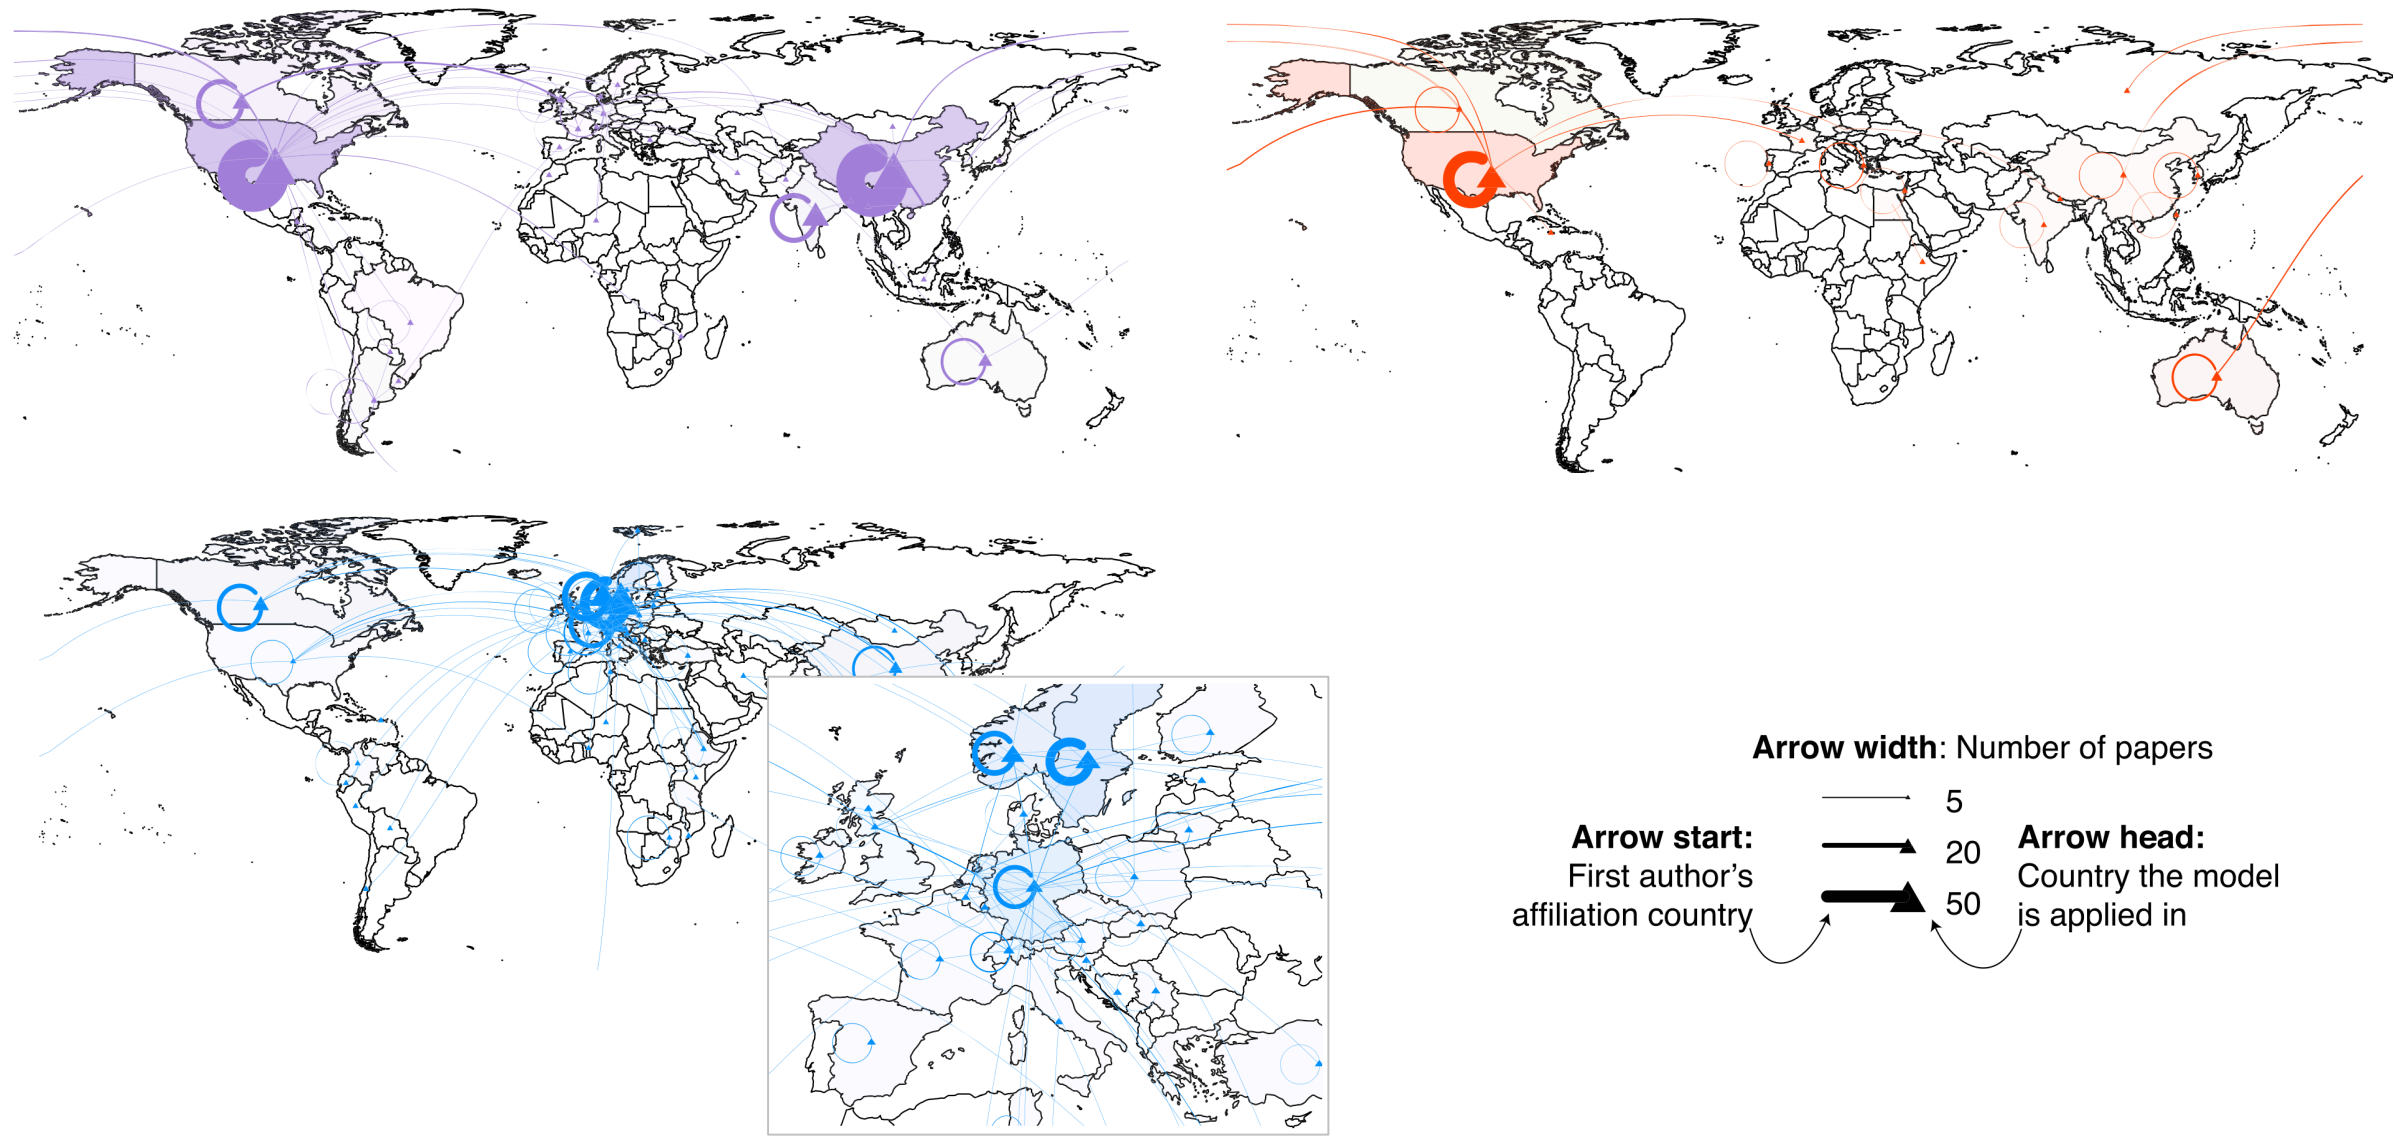 Arrow width: Number of papers
5
Arrow start:
20
Arrow head:
First author's
Country the model
affiliation country
50
is applied in